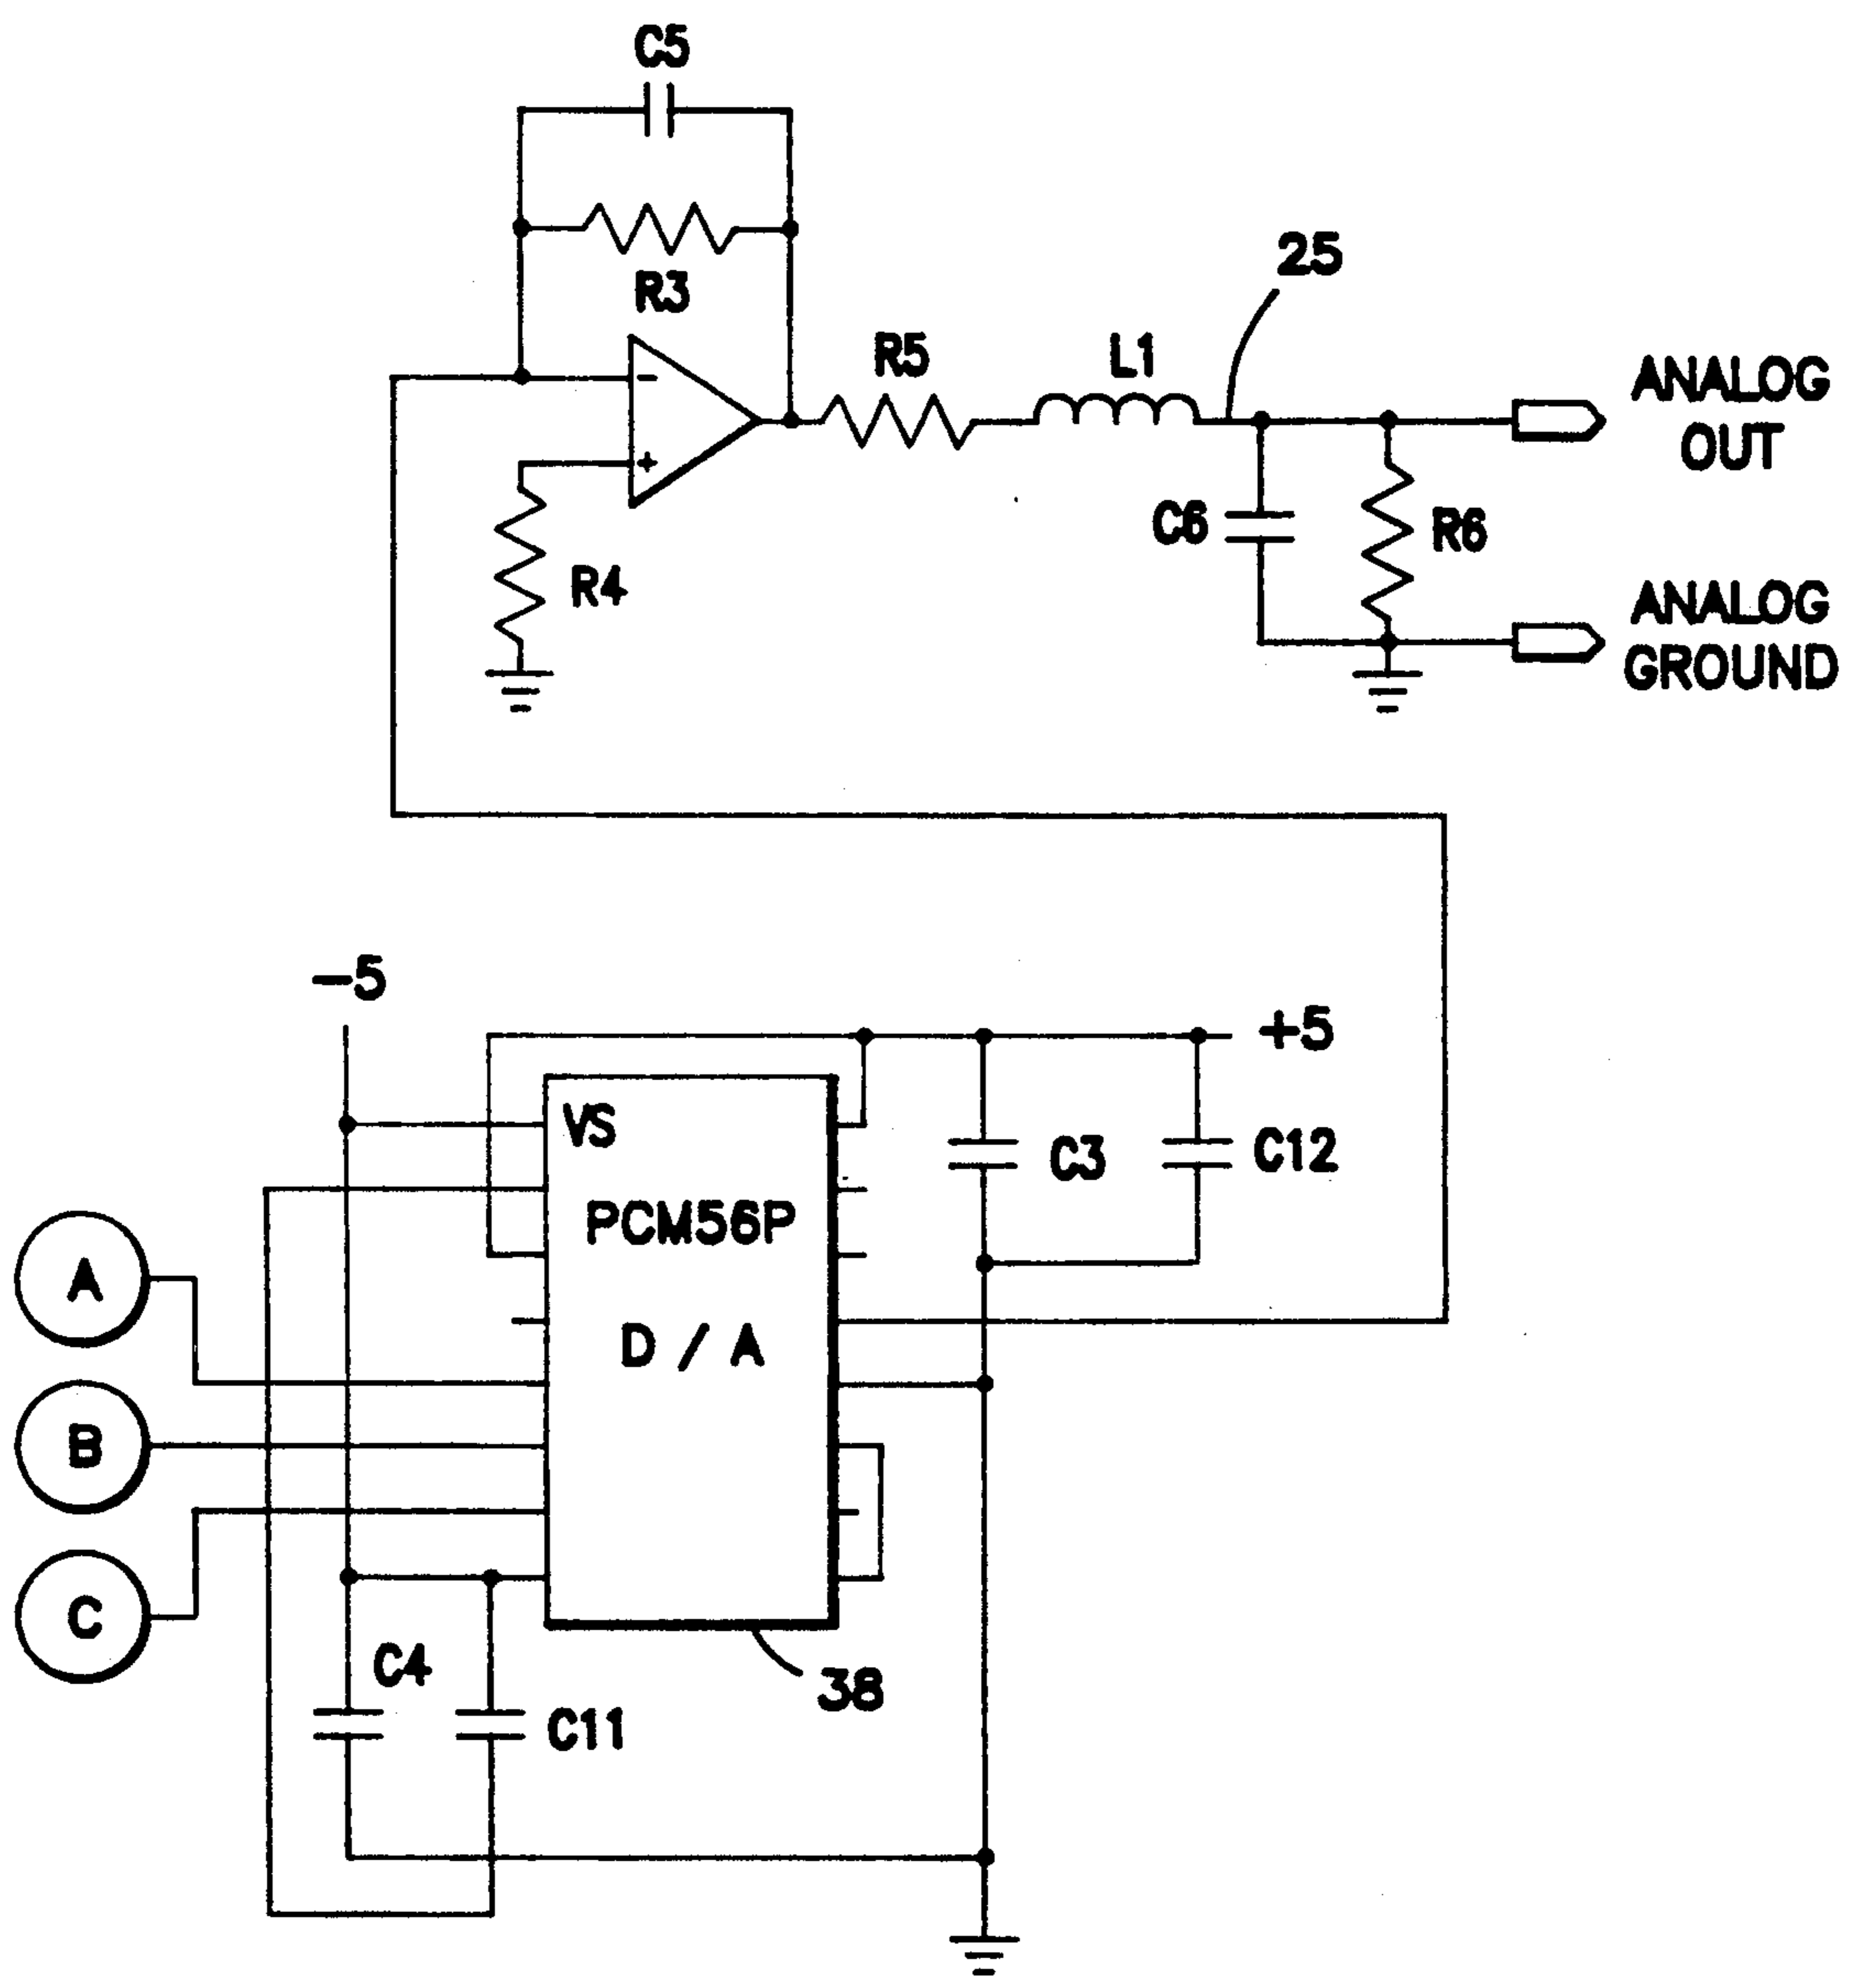 C5
R3
25
R5
L1
ANALOG
OUT
-
+
C6
R6
R4
ANALOG
GROUND
-5
+5
VS
C3
C12
PCM56P
A
D / A
B
C
C4
38
C11